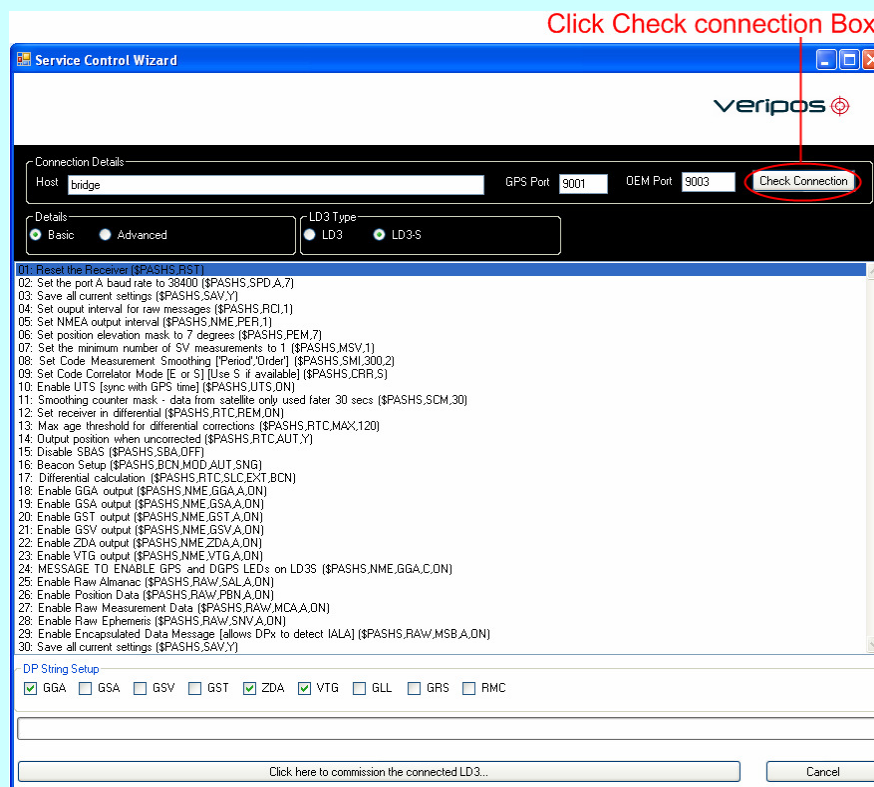 Click Check connection Box
Service Control Wizard
veripos
Connection Details
Host bridge GPS Port 9001 OEM Port 9003 Check Connection
Details LD3 Type
Basic Advanced LD3 LD3-S
01: Reset the Receiver ($PASHS,RST)
02: Set the port A baud rate to 38400 ($PASHS,SPD,A,7)
03: Save all current settings ($PASHS,SAV,Y)
04: Set ouput interval for raw messages ($PASHS,RCI,1)
05: Set NMEA output interval ($PASHS,NME,PER,1)
06: Set position elevation mask to 7 degrees ($PASHS,PEM,7)
07: Set the minimum number of SV measurements to 1 ($PASHS,MSV,1)
08: Set Code Measurement Smoothing ['Period','Order'] ($PASHS,SMI,300,2)
09: Set Code Correlator Mode [E or S] [Use S if available] ($PASHS,CRR,S)
10: Enable UTS [sync with GPS time] ($PASHS,UTS,ON)
11: Smoothing counter mask - data from satellite only used fater 30 secs ($PASHS,SCM,30)
12: Set receiver in differential ($PASHS,RTC,REM,ON)
13: Max age threshold for differential corrections ($PASHS,RTC,MAX,120)
14: Output position when uncorrected ($PASHS,RTC,AUT,Y)
15: Disable SBAS ($PASHS,SBA,OFF)
16: Beacon Setup ($PASHS,BCN,MOD,AUT,SNG)
17: Differential calculation ($PASHS,RTC,SLC,EXT,BCN)
18: Enable GGA output ($PASHS,NME,GGA,A,ON)
19: Enable GSA output ($PASHS,NME,GSA,A,ON)
20: Enable GST output ($PASHS,NME,GST,A,ON)
21: Enable GSV output ($PASHS,NME,GSV,A,ON)
22: Enable ZDA output ($PASHS,NME,ZDA,A,ON)
23: Enable VTG output ($PASHS,NME,VTG,A,ON)
24: MESSAGE TO ENABLE GPS and DGPS LEDs on LD3S ($PASHS,NME,GGA,C,ON)
25: Enable Raw Almanac ($PASHS,RAW,SAL,A,ON)
26: Enable Position Data ($PASHS,RAW,PBN,A,ON)
27: Enable Raw Measurement Data ($PASHS,RAW,MCA,A,ON)
28: Enable Raw Ephemeris ($PASHS,RAW,SNV,A,ON)
29: Enable Encapsulated Data Message [allows DPx to detect IALA] ($PASHS,RAW,MSB,A,ON)
30: Save all current settings ($PASHS,SAV,Y)
DP String Setup
GGA GSA GSV GST ZDA VTG GLL GRS RMC
Click here to commission the connected LD3... Cancel